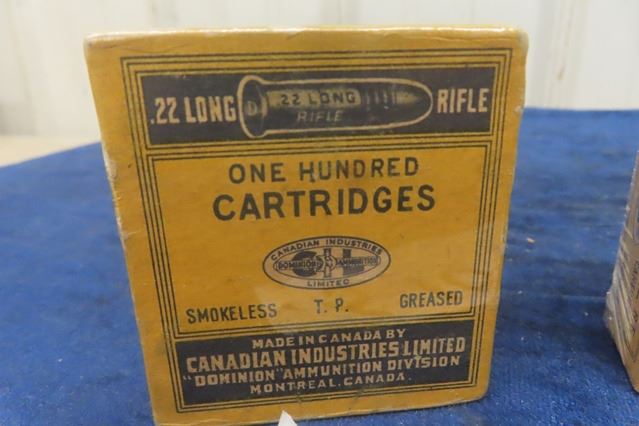 .22 LONG D .22 LONG RIFLE RIFLE
ONE HUNDRED
CARTRIDGES
CANADIAN INDUSTRIES
DOMINION CIL AMMUNITION
LIMITED
SMOKELESS T. P. GREASED
MADE IN CANADA BY
CANADIAN INDUSTRIES LIMITED
"DOMINION" AMMUNITION DIVISION
MONTREAL, CANADA.